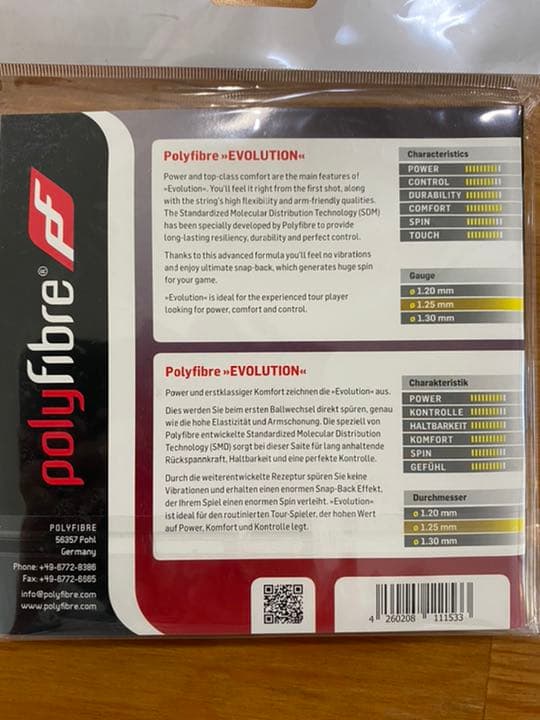 polyfibre®
POLYFIBRE
56357 Pohl
Germany
Phone: +49-6772-8386
Fax: +49-6772-6665
info@polyfibre.com
www.polyfibre.com
Polyfibre »EVOLUTION«
Power and top-class comfort are the main features of
»Evolution«. You'll feel it right from the first shot, along
with the string's high flexibility and arm-friendly qualities.
The Standardized Molecular Distribution Technology (SDM)
has been specially developed by Polyfibre to provide
long-lasting resiliency, durability and perfect control.
Thanks to this advanced formula you'll feel no vibrations
and enjoy ultimate snap-back, which generates huge spin
for your game.
»Evolution« is ideal for the experienced tour player
looking for power, comfort and control.
Characteristics
POWER
CONTROL
DURABILITY
COMFORT
SPIN
TOUCH
Gauge
ø 1.20 mm
ø 1.25 mm
ø 1.30 mm
Polyfibre »EVOLUTION«
Power und erstklassiger Komfort zeichnen die »Evolution« aus.
Dies werden Sie beim ersten Ballwechsel direkt spüren, genau
wie die hohe Elastizität und Armschonung. Die speziell von
Polyfibre entwickelte Standardized Molecular Distribution
Technology (SMD) sorgt bei dieser Saite für lang anhaltende
Rückspannkraft, Haltbarkeit und eine perfekte Kontrolle.
Durch die weiterentwickelte Rezeptur spüren Sie keine
Vibrationen und erhalten einen enormen Snap-Back Effekt,
der Ihrem Spiel einen enormen Spin verleiht. »Evolution«
ist ideal für den routinierten Tour-Spieler, der hohen Wert
auf Power, Komfort und Kontrolle legt.
Charakteristik
POWER
KONTROLLE
HALTBARKEIT
KOMFORT
SPIN
GEFÜHL
Durchmesser
ø 1.20 mm
ø 1.25 mm
ø 1.30 mm
4 260208 111533